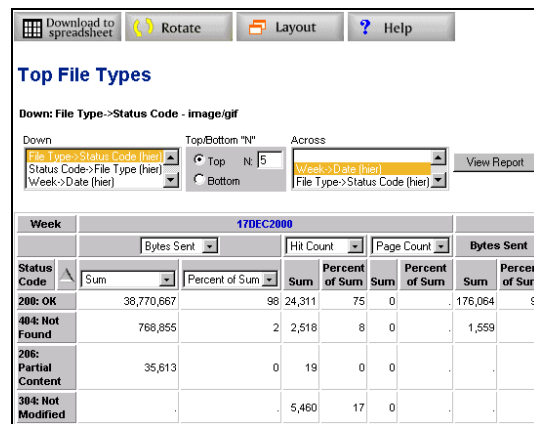 Download to spreadsheet Rotate Layout ? Help
Top File Types
Down: File Type->Status Code - image/gif
Down Top/Bottom "N" Across
File Type->Status Code (hier) Top N: 5 Week->Date (hier) View Report
Status Code->File Type (hier) Bottom File Type->Status Code (hier)
Week->Date (hier)
Week 17DEC2000
Bytes Sent Hit Count Page Count Bytes Sent
Status Code Sum Percent of Sum Sum Percent of Sum Sum Percent of Sum Sum
200: OK 38,770,667 98 24,311 75 0 . 176,064 9
404: Not Found 768,855 2 2,518 8 0 . 1,559
206: Partial Content 35,613 0 19 0 0 .
304: Not Modified . . 5,460 17 0 .